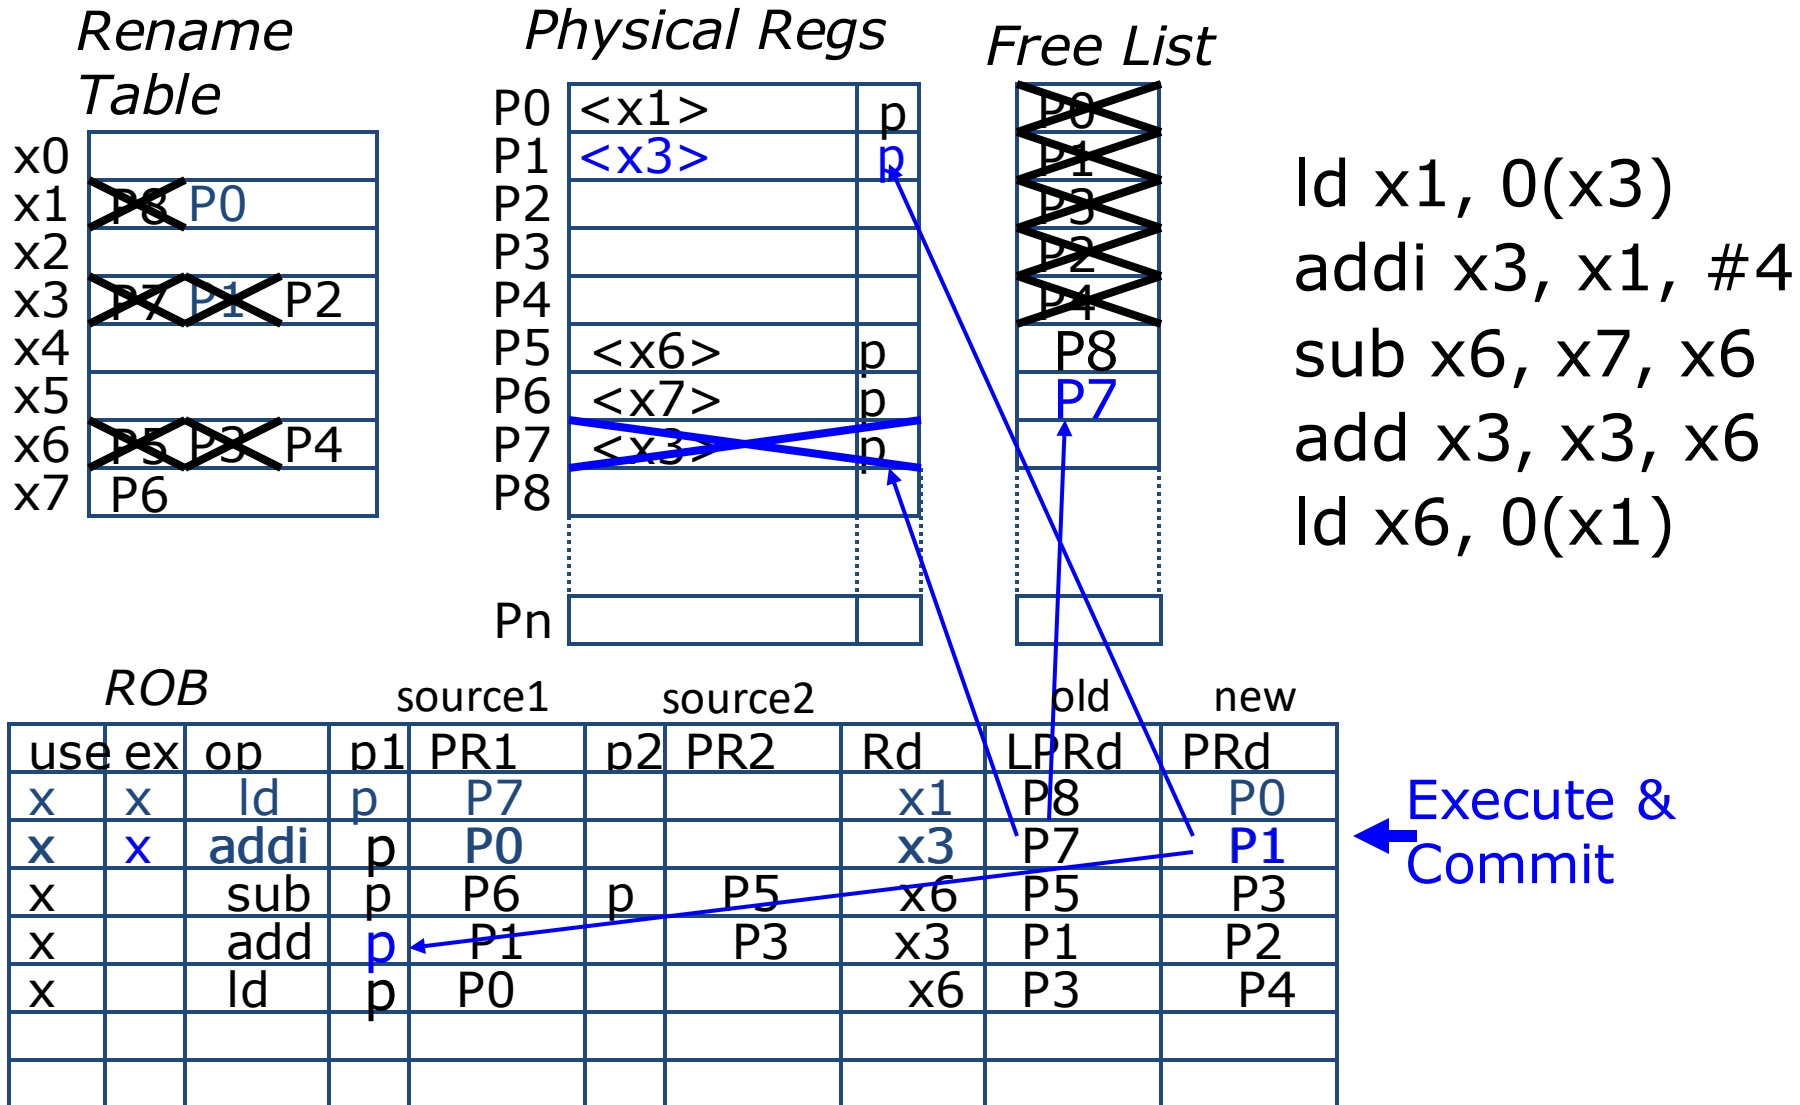 Rename
Table
x0
x1 P8 P0
x2
x3 P7 P1 P2
x4
x5
x6 P5 P3 P4
x7 P6
Physical Regs
P0 <x1> p
P1 <x3> p
P2
P3
P4
P5 <x6> p
P6 <x7> p
P7 <x3> p
P8
Pn
Free List
P0
P1
P3
P2
P4
P8
P7
ld x1, 0(x3)
addi x3, x1, #4
sub x6, x7, x6
add x3, x3, x6
ld x6, 0(x1)
ROB source1 source2 old new
use ex op p1 PR1 p2 PR2 Rd LPRd PRd
x x ld p P7 x1 P8 P0
x x addi p P0 x3 P7 P1
x sub p P6 p P5 x6 P5 P3
x add p P1 P3 x3 P1 P2
x ld p P0 x6 P3 P4
Execute &
Commit